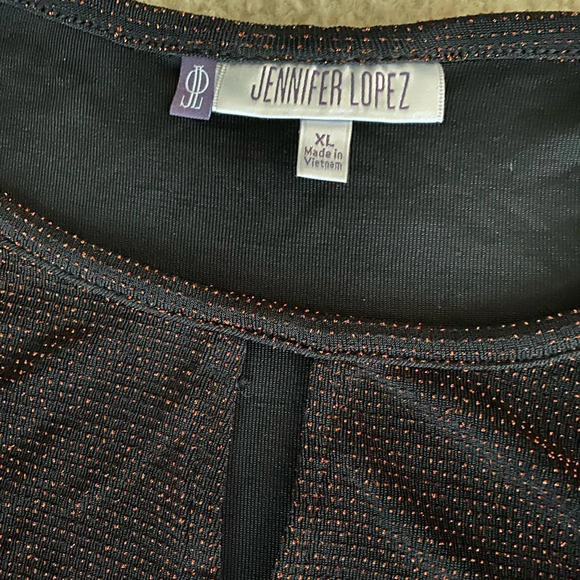 JL
JENNIFER LOPEZ
XL
Made in
Vietnam